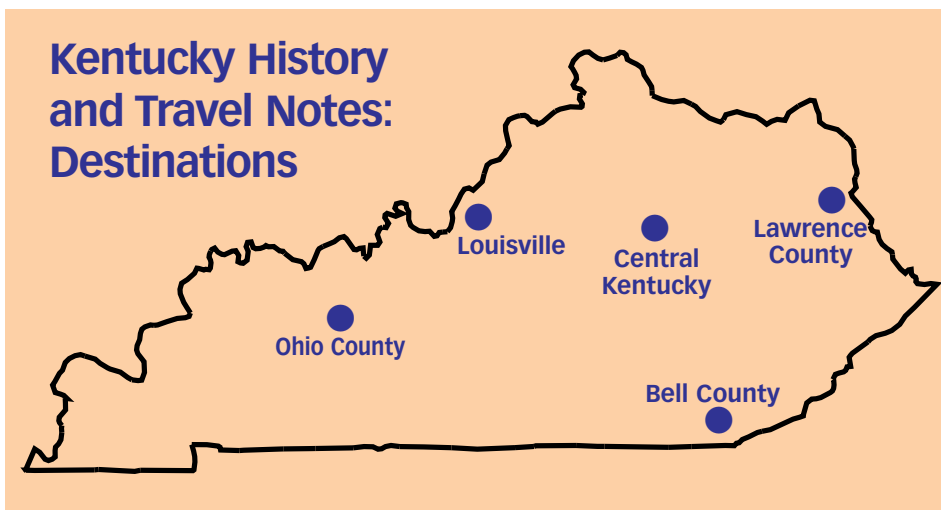 Kentucky History
and Travel Notes:
Destinations
Louisville
Lawrence
County
Central
Kentucky
Ohio County
Bell County